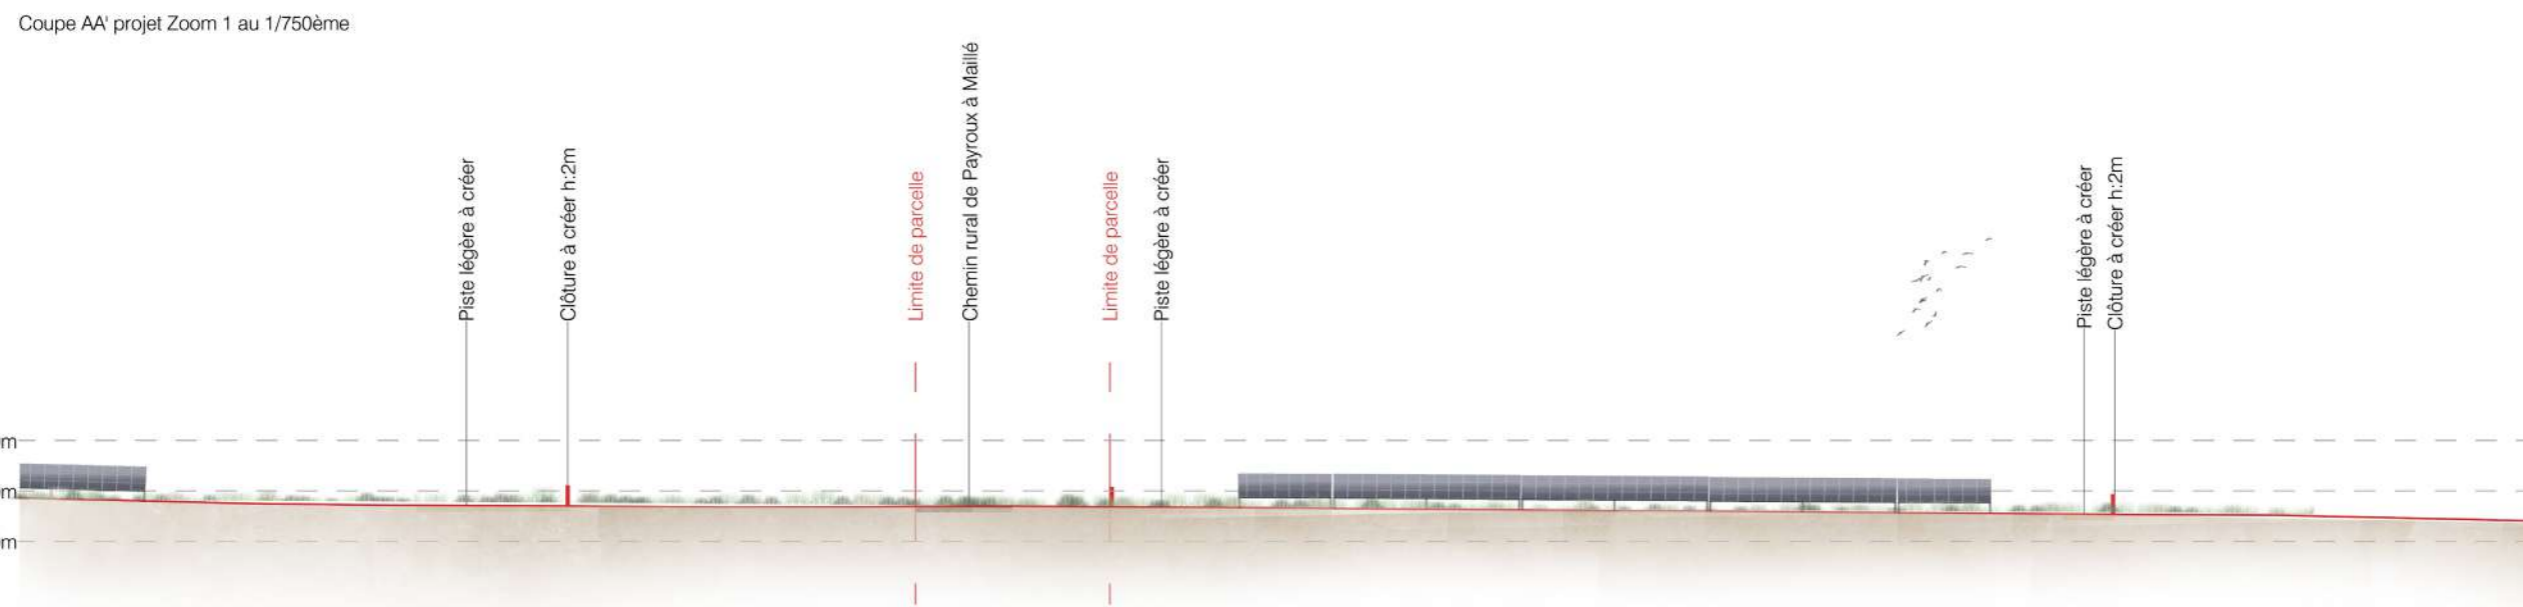 Coupe AA' projet Zoom 1 au 1/750ème
Piste légère à créer
Clôture à créer h:2m
Limite de parcelle
Chemin rural de Payroux à Maillé
Limite de parcelle
Piste légère à créer
Piste légère à créer
Clôture à créer h:2m
m
m
m